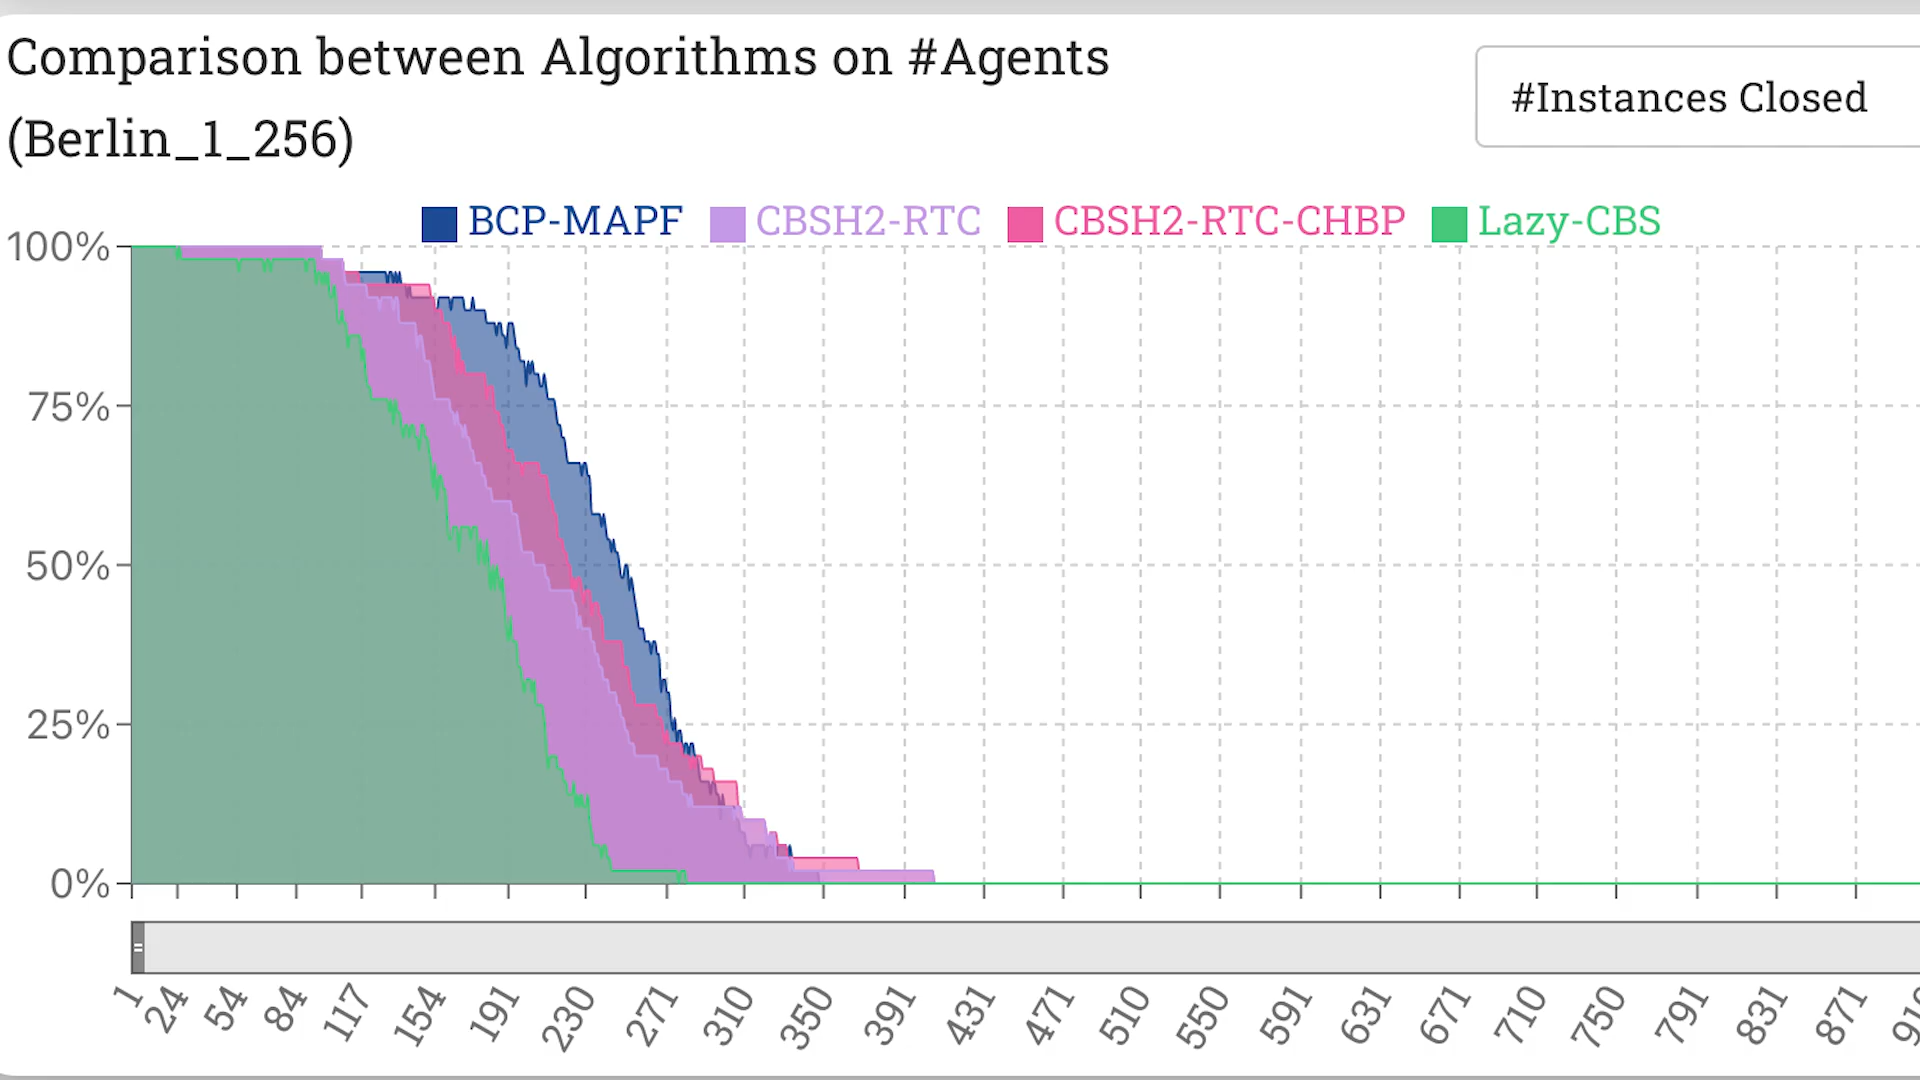 Comparison between Algorithms on #Agents
(Berlin_1_256)
#Instances Closed
BCP-MAPF CBSH2-RTC CBSH2-RTC-CHBP Lazy-CBS
100%
75%
50%
25%
0%
1 24 54 84 117 154 191 230 271 310 350 391 431 471 510 550 591 631 671 710 750 791 831 871